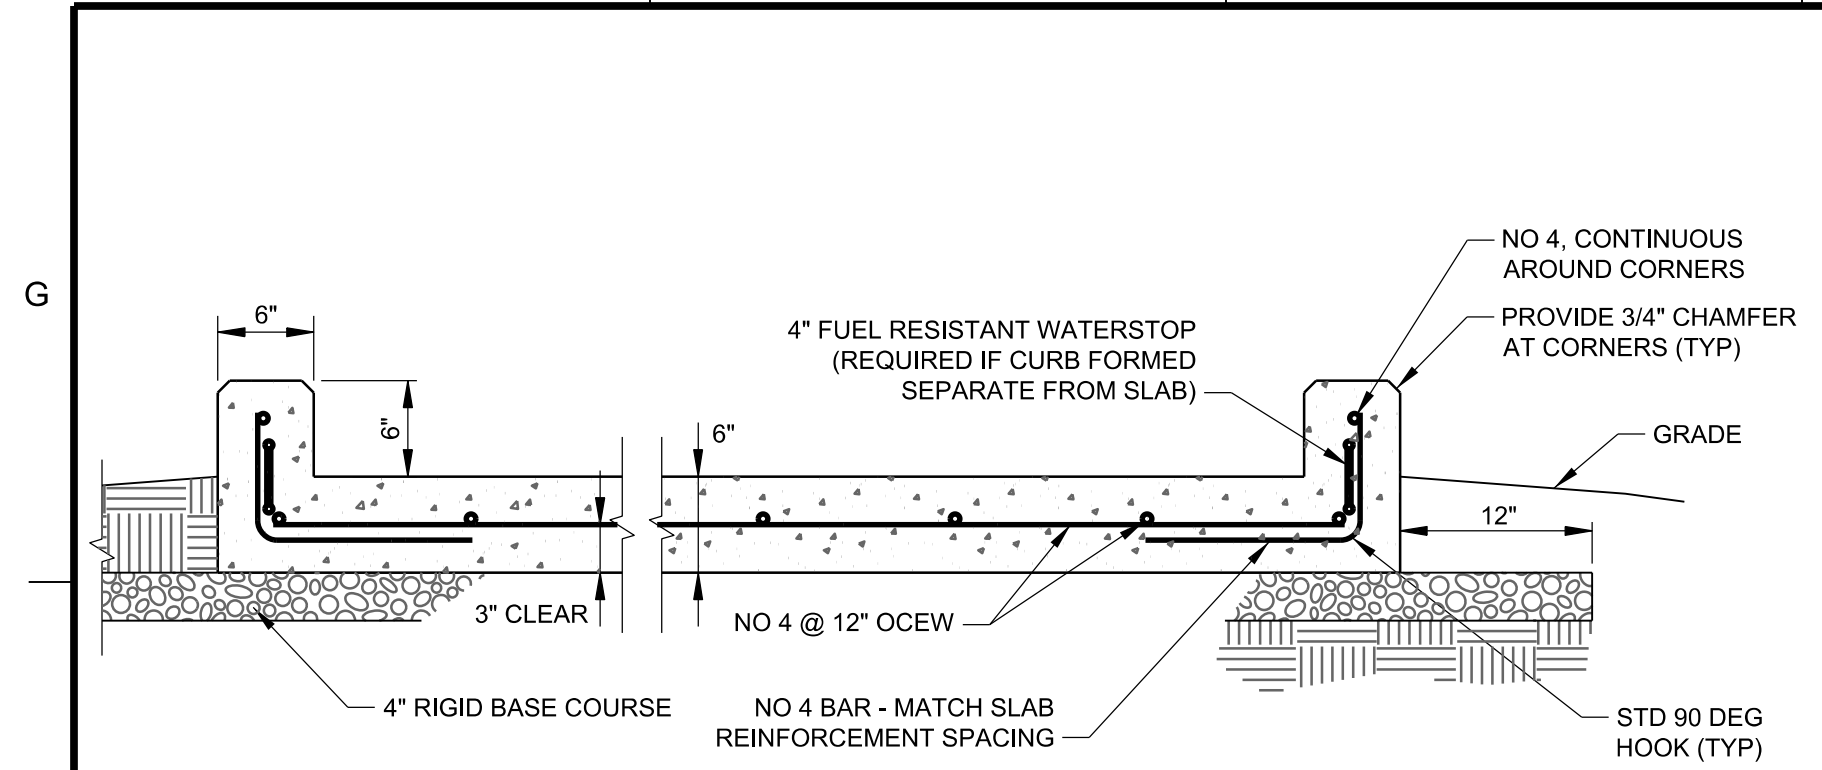 NO 4, CONTINUOUS
AROUND CORNERS
G
6"
PROVIDE 3/4" CHAMFER
AT CORNERS (TYP)
4" FUEL RESISTANT WATERSTOP
(REQUIRED IF CURB FORMED
SEPARATE FROM SLAB)
6"
6"
GRADE
12"
3" CLEAR
NO 4 @ 12" OCEW
4" RIGID BASE COURSE
NO 4 BAR - MATCH SLAB
REINFORCEMENT SPACING
STD 90 DEG
HOOK (TYP)